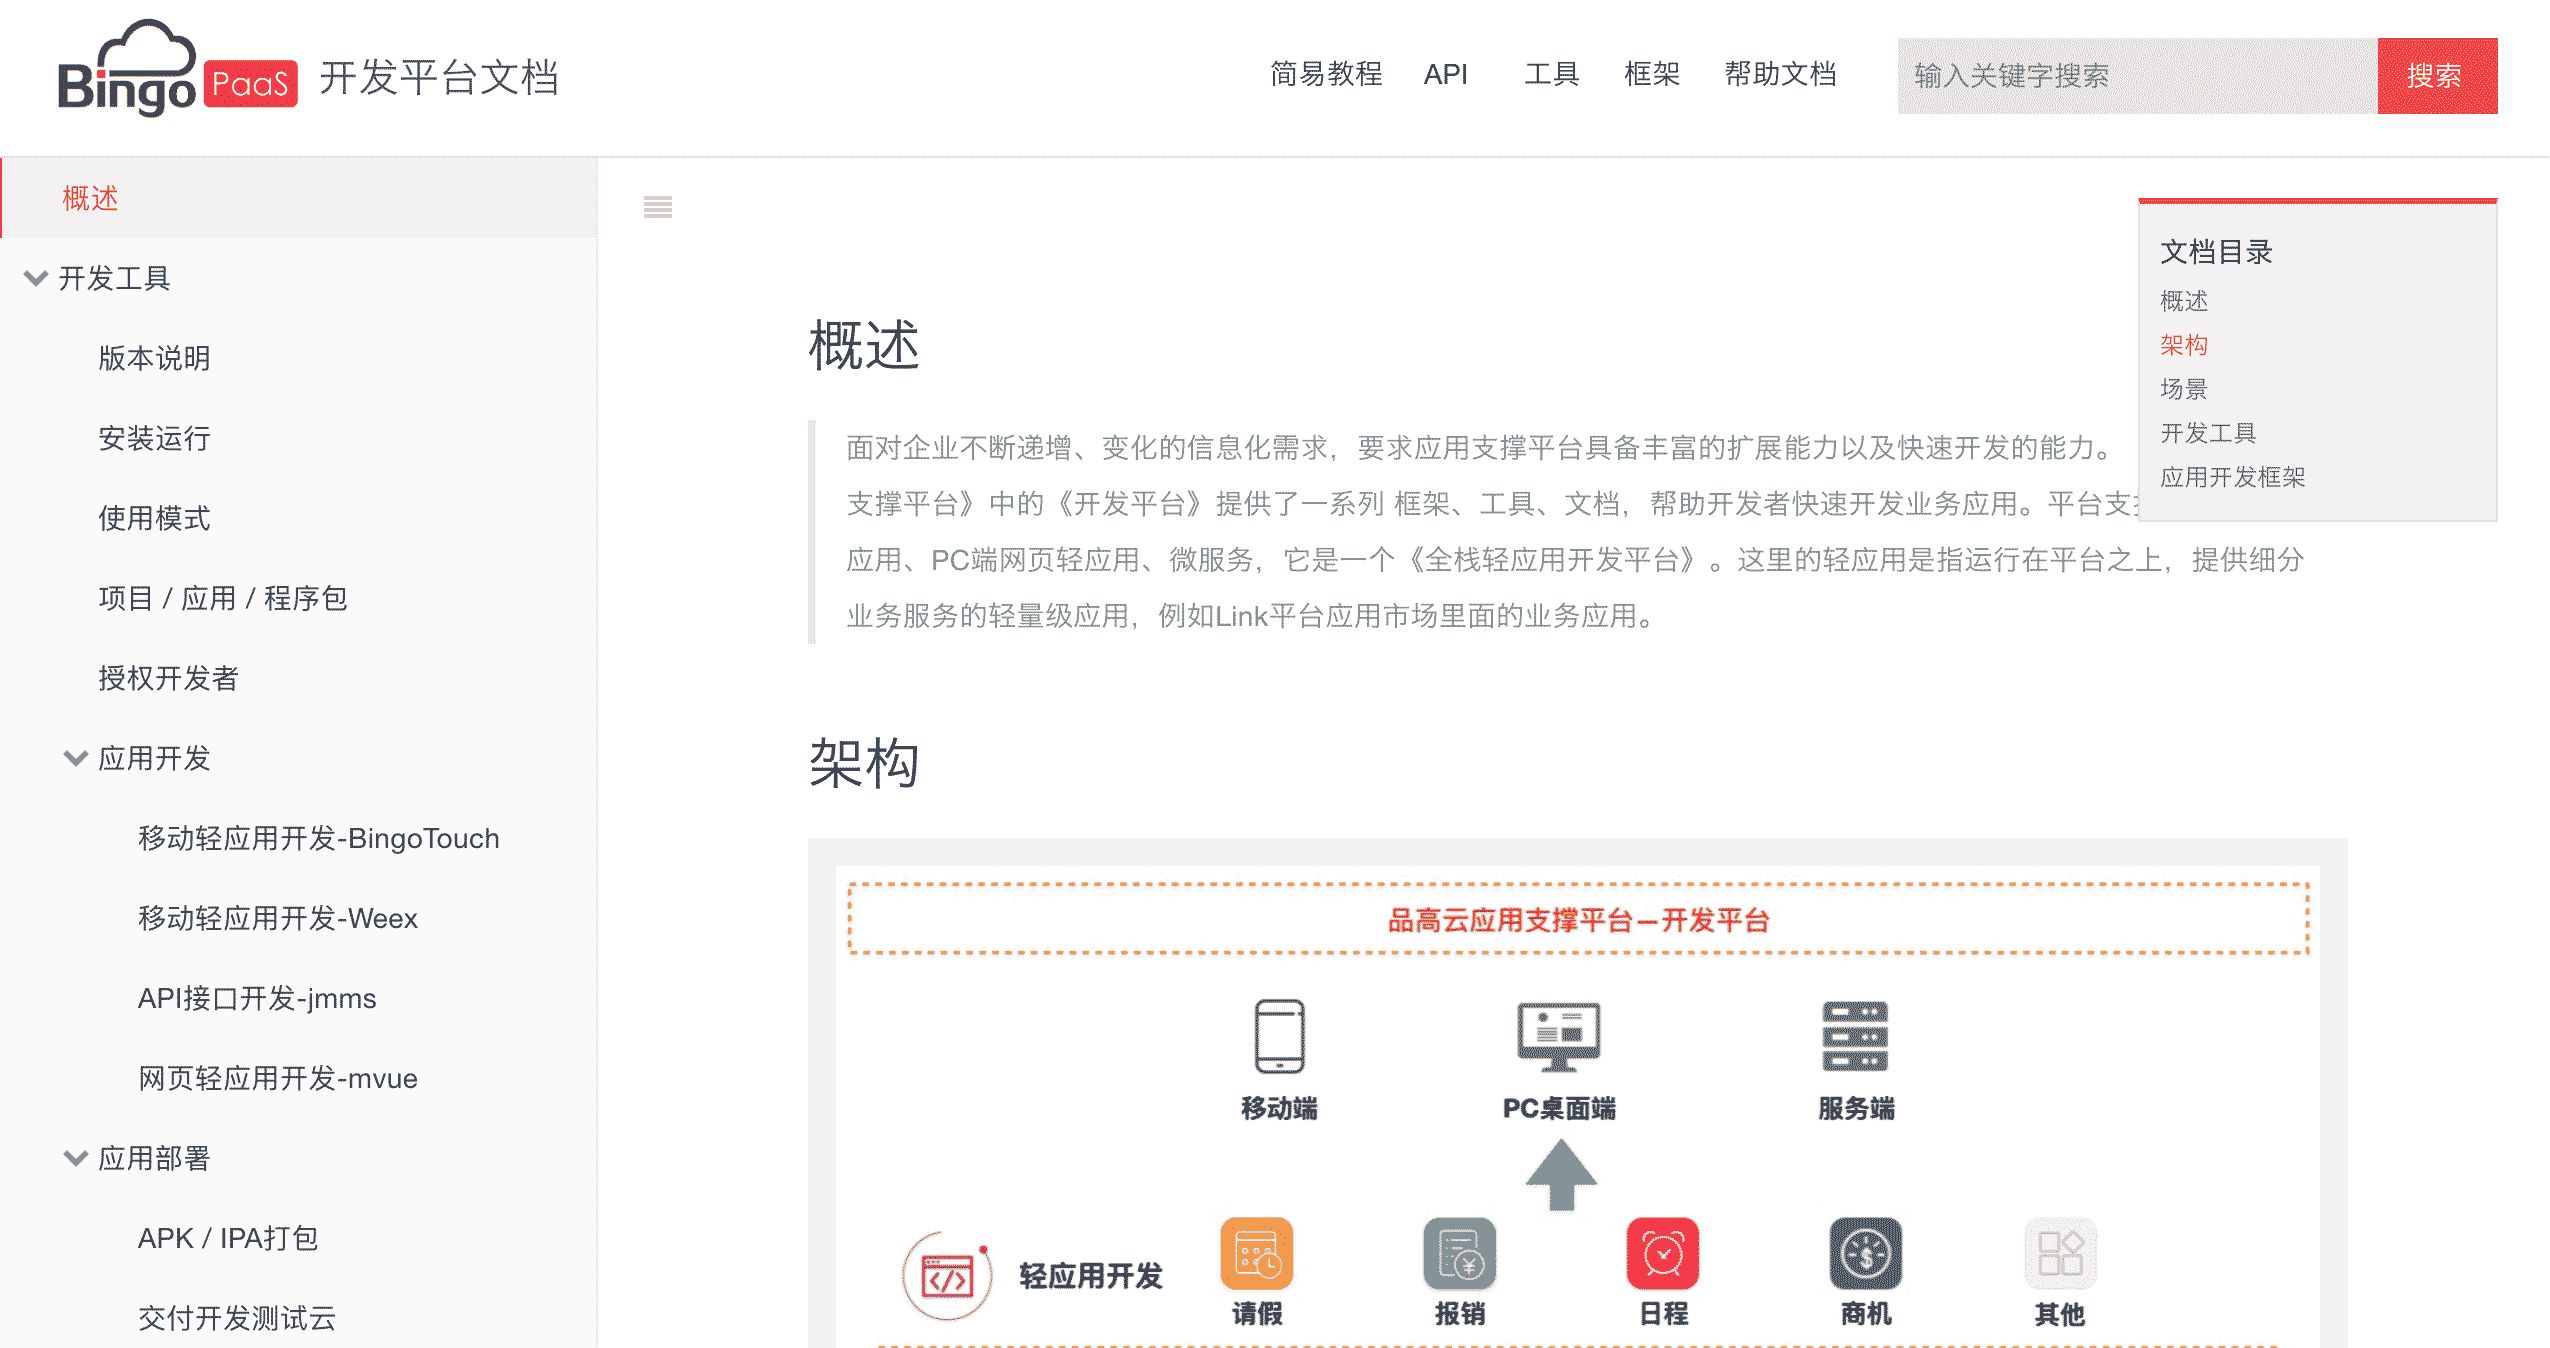 Bingo PaaS 开发平台文档
简易教程 API 工具 框架 帮助文档
输入关键字搜索 搜索
概述
开发工具
版本说明
安装运行
使用模式
项目 / 应用 / 程序包
授权开发者
应用开发
移动轻应用开发-BingoTouch
移动轻应用开发-Weex
API接口开发-jmms
网页轻应用开发-mvue
应用部署
APK / IPA打包
交付开发测试云
概述
面对企业不断递增、变化的信息化需求，要求应用支撑平台具备丰富的扩展能力以及快速开发的能力。
支撑平台》中的《开发平台》提供了一系列 框架、工具、文档，帮助开发者快速开发业务应用。平台支
应用、PC端网页轻应用、微服务，它是一个《全栈轻应用开发平台》。这里的轻应用是指运行在平台之上，提供细分
业务服务的轻量级应用，例如Link平台应用市场里面的业务应用。
文档目录
概述
架构
场景
开发工具
应用开发框架
架构
品高云应用支撑平台—开发平台
移动端 PC桌面端 服务端
轻应用开发
请假 报销 日程 商机 其他